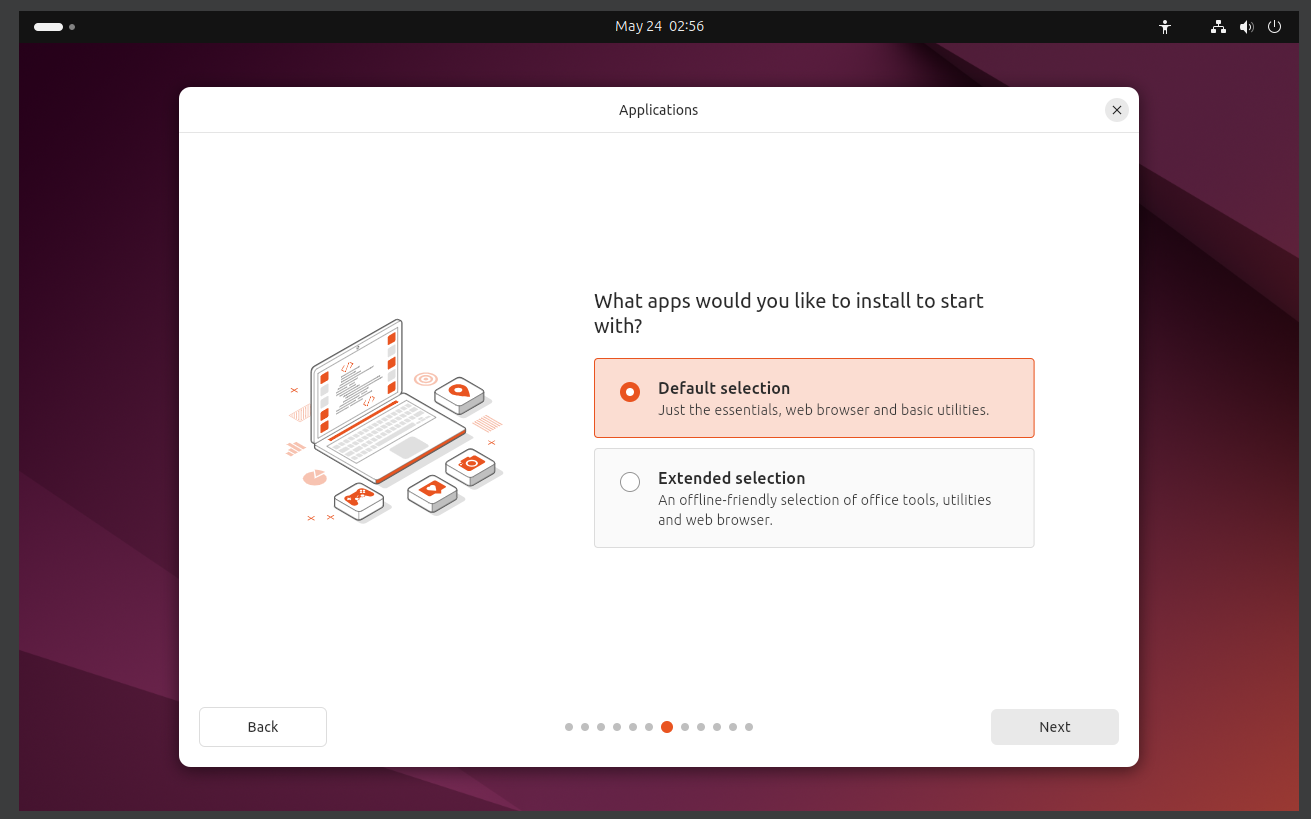 May 24 02:56
Applications
What apps would you like to install to start
with?
Default selection
Just the essentials, web browser and basic utilities.
Extended selection
An offline-friendly selection of office tools, utilities
and web browser.
Back
Next